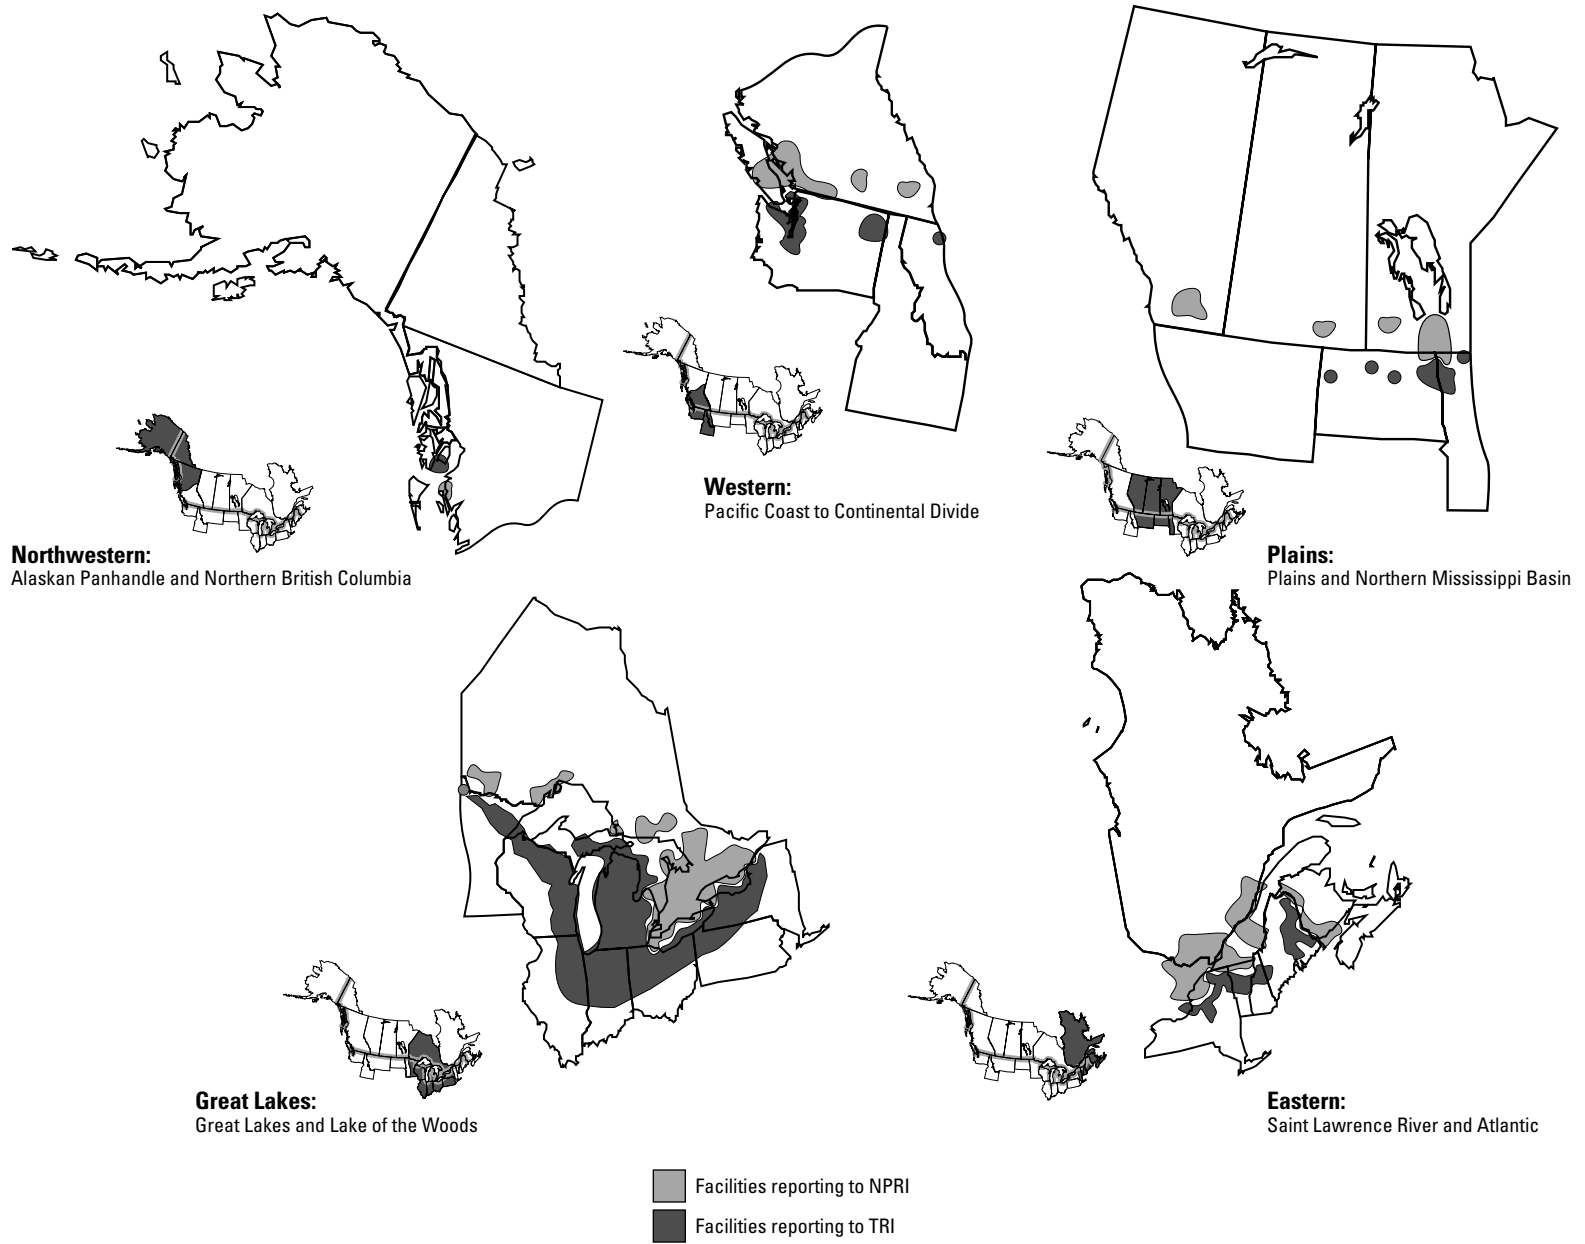 Western:
Pacific Coast to Continental Divide
Northwestern:
Alaskan Panhandle and Northern British Columbia
Plains:
Plains and Northern Mississippi Basin
Great Lakes:
Great Lakes and Lake of the Woods
Eastern:
Saint Lawrence River and Atlantic
Facilities reporting to NPRI
Facilities reporting to TRI